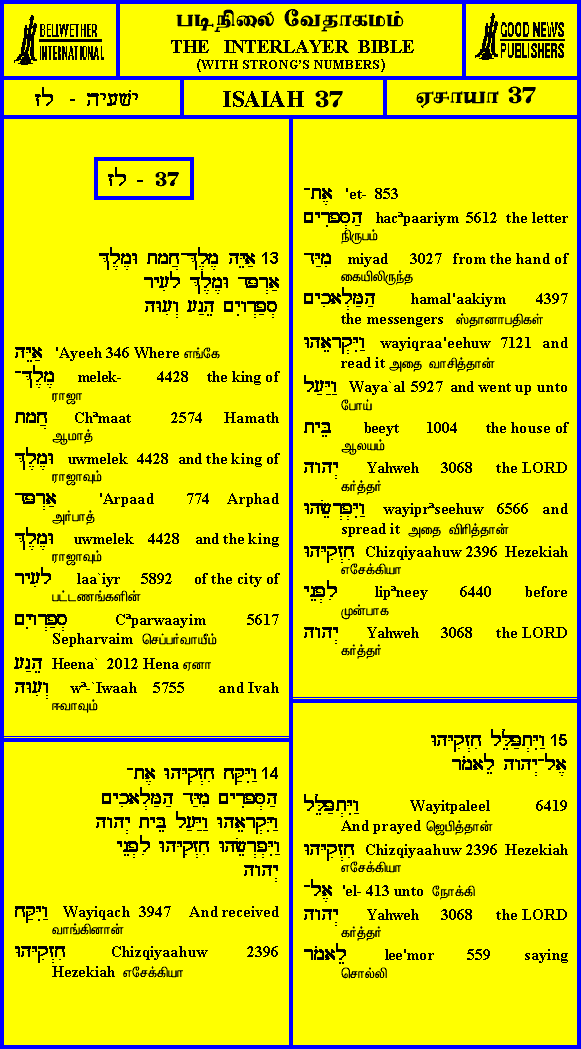 BELLWETHER
INTERNATIONAL
படிநிலை வேதாகமம்
THE INTERLAYER BIBLE
(WITH STRONG'S NUMBERS)
GOOD NEWS
PUBLISHERS
ישעיה - לז
ISAIAH 37
ஏசாயா 37
לז - 37
13 אַיֵּה מֶלֶךְ־חֲמָת וּמֶלֶךְ
אַרְפַּד וּמֶלֶךְ לָעִיר
סְפַרְוָיִם הֵנַע וְעִוָּה
אַיֵּה 'Ayeeh 346 Where எங்கே
מֶלֶךְ־ melek- 4428 the king of
ராஜா
חֲמָת Chªmaat 2574 Hamath
ஆமாத்
וּמֶלֶךְ uwmelek 4428 and the king of
ராஜாவும்
אַרְפַּד 'Arpaad 774 Arphad
அர்பாத்
וּמֶלֶךְ uwmelek 4428 and the king
ராஜாவும்
לָעִיר laa`iyr 5892 of the city of
பட்டணங்களின்
סְפַרְוָיִם Cªparwaayim 5617
Sepharvaim செப்பர்வாயீம்
הֵנַע Heena` 2012 Hena ஏனா
וְעִוָּה wª-`Iwaah 5755 and Ivah
ஈவாவும்
14 וַיִּקַּח חִזְקִיָּהוּ אֶת־
הַסְּפָרִים מִיַּד הַמַּלְאָכִים
וַיִּקְרָאֵהוּ וַיַּעַל בֵּית יְהוָה
וַיִּפְרְשֵׂהוּ חִזְקִיָּהוּ לִפְנֵי
יְהוָה
וַיִּקַּח Wayiqach 3947 And received
வாங்கினான்
חִזְקִיָּהוּ Chizqiyaahuw 2396
Hezekiah எசேக்கியா
אֶת־ 'et- 853
הַסְּפָרִים hacªpaariym 5612 the letter
நிருபம்
מִיַּד miyad 3027 from the hand of
கையிலிருந்த
הַמַּלְאָכִים hamal'aakiym 4397
the messengers ஸ்தானாபதிகள்
וַיִּקְרָאֵהוּ wayiqraa'eehuw 7121 and
read it அதை வாசித்தான்
וַיַּעַל Waya`al 5927 and went up unto
போய்
בֵּית beeyt 1004 the house of
ஆலயம்
יְהוָה Yahweh 3068 the LORD
கர்த்தர்
וַיִּפְרְשֵׂהוּ wayiprªseehuw 6566 and
spread it அதை விரித்தான்
חִזְקִיָּהוּ Chizqiyaahuw 2396 Hezekiah
எசேக்கியா
לִפְנֵי lipªneey 6440 before
முன்பாக
יְהוָה Yahweh 3068 the LORD
கர்த்தர்
15 וַיִּתְפַּלֵּל חִזְקִיָּהוּ
אֶל־יְהוָה לֵאמֹר
וַיִּתְפַּלֵּל Wayitpaleel 6419
And prayed ஜெபித்தான்
חִזְקִיָּהוּ Chizqiyaahuw 2396 Hezekiah
எசேக்கியா
אֶל־ 'el- 413 unto நோக்கி
יְהוָה Yahweh 3068 the LORD
கர்த்தர்
לֵאמֹר lee'mor 559 saying
சொல்லி